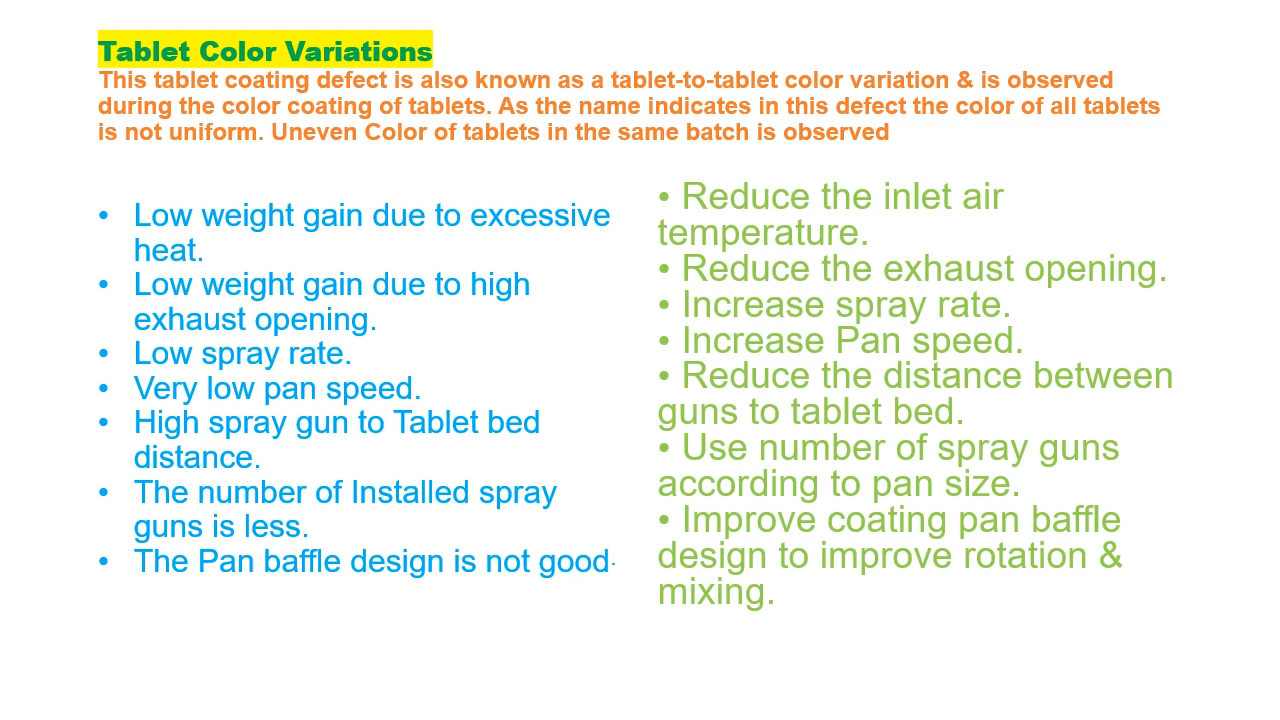 Tablet Color Variations
This tablet coating defect is also known as a tablet-to-tablet color variation & is observed
during the color coating of tablets. As the name indicates in this defect the color of all tablets
is not uniform. Uneven Color of tablets in the same batch is observed
• Low weight gain due to excessive
heat.
• Low weight gain due to high
exhaust opening.
• Low spray rate.
• Very low pan speed.
• High spray gun to Tablet bed
distance.
• The number of Installed spray
guns is less.
• The Pan baffle design is not good.
• Reduce the inlet air
temperature.
• Reduce the exhaust opening.
• Increase spray rate.
• Increase Pan speed.
• Reduce the distance between
guns to tablet bed.
• Use number of spray guns
according to pan size.
• Improve coating pan baffle
design to improve rotation &
mixing.